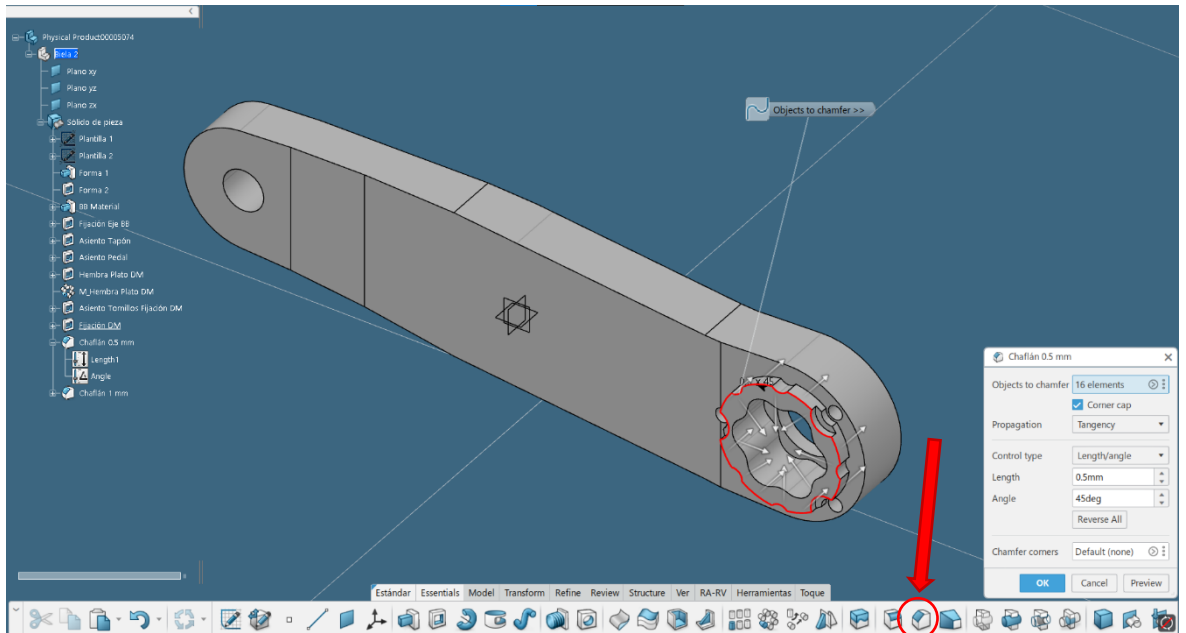 Physical Product00005074
Biela 2
Plano xy
Plano yz
Plano zx
Sólido de pieza
Plantilla 1
Plantilla 2
Forma 1
Forma 2
BB Material
Fijación Eje BB
Asiento Tapón
Asiento Pedal
Hembra Plato DM
M_Hembra Plato DM
Asiento Tornillos Fijación DM
Fijación DM
Chaflán 0.5 mm
Length1
Angle
Chaflán 1 mm
Objects to chamfer >>
Chaflán 0.5 mm
Objects to chamfer 16 elements
Corner cap
Propagation Tangency
Control type Length/angle
Length 0.5mm
Angle 45deg
Reverse All
Chamfer corners Default (none)
OK Cancel Preview
Estándar Essentials Model Transform Refine Review Structure Ver RA-RV Herramientas Toque